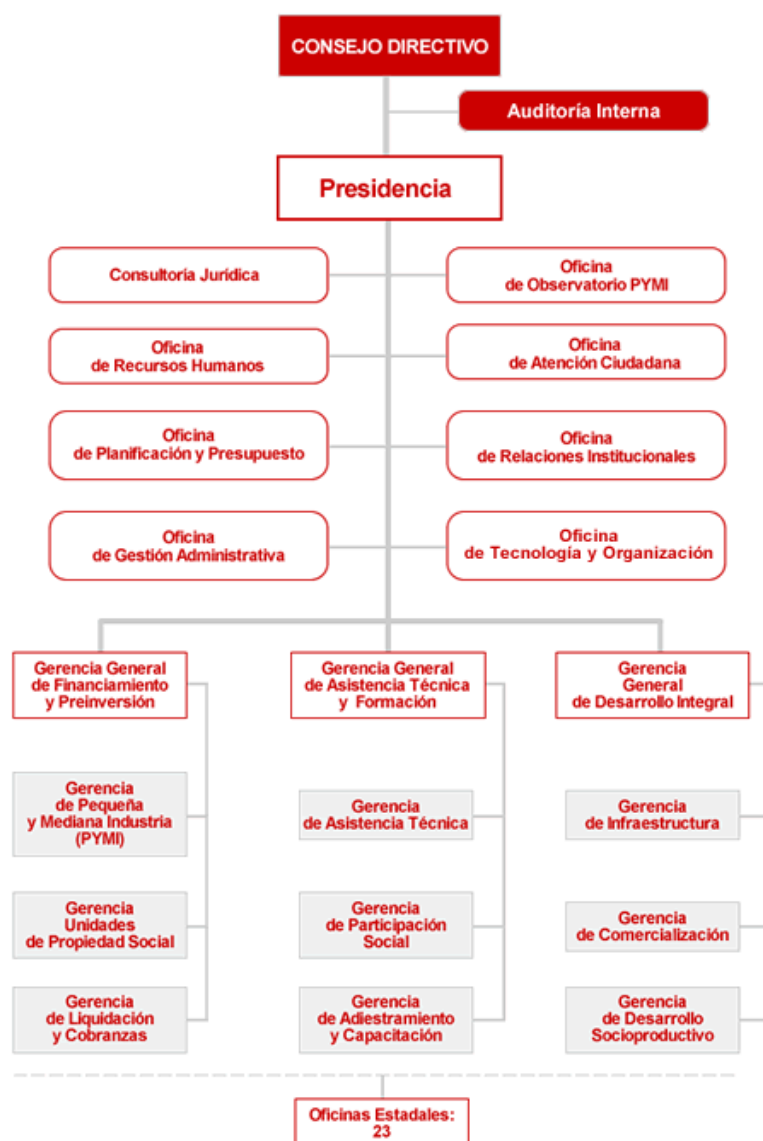 CONSEJO DIRECTIVO
Auditoría Interna
Presidencia
Consultoría Jurídica
Oficina
de Observatorio PYMI
Oficina
de Recursos Humanos
Oficina
de Atención Ciudadana
Oficina
de Planificación y Presupuesto
Oficina
de Relaciones Institucionales
Oficina
de Gestión Administrativa
Oficina
de Tecnología y Organización
Gerencia General
de Financiamiento
y Preinversión
Gerencia General
de Asistencia Técnica
y Formación
Gerencia
General
de Desarrollo Integral
Gerencia
de Pequeña
y Mediana Industria
(PYMI)
Gerencia
de Asistencia Técnica
Gerencia
de Infraestructura
Gerencia
Unidades
de Propiedad Social
Gerencia
de Participación
Social
Gerencia
de Comercialización
Gerencia
de Liquidación
y Cobranzas
Gerencia
de Adiestramiento
y Capacitación
Gerencia
de Desarrollo
Socioproductivo
Oficinas Estadales:
23